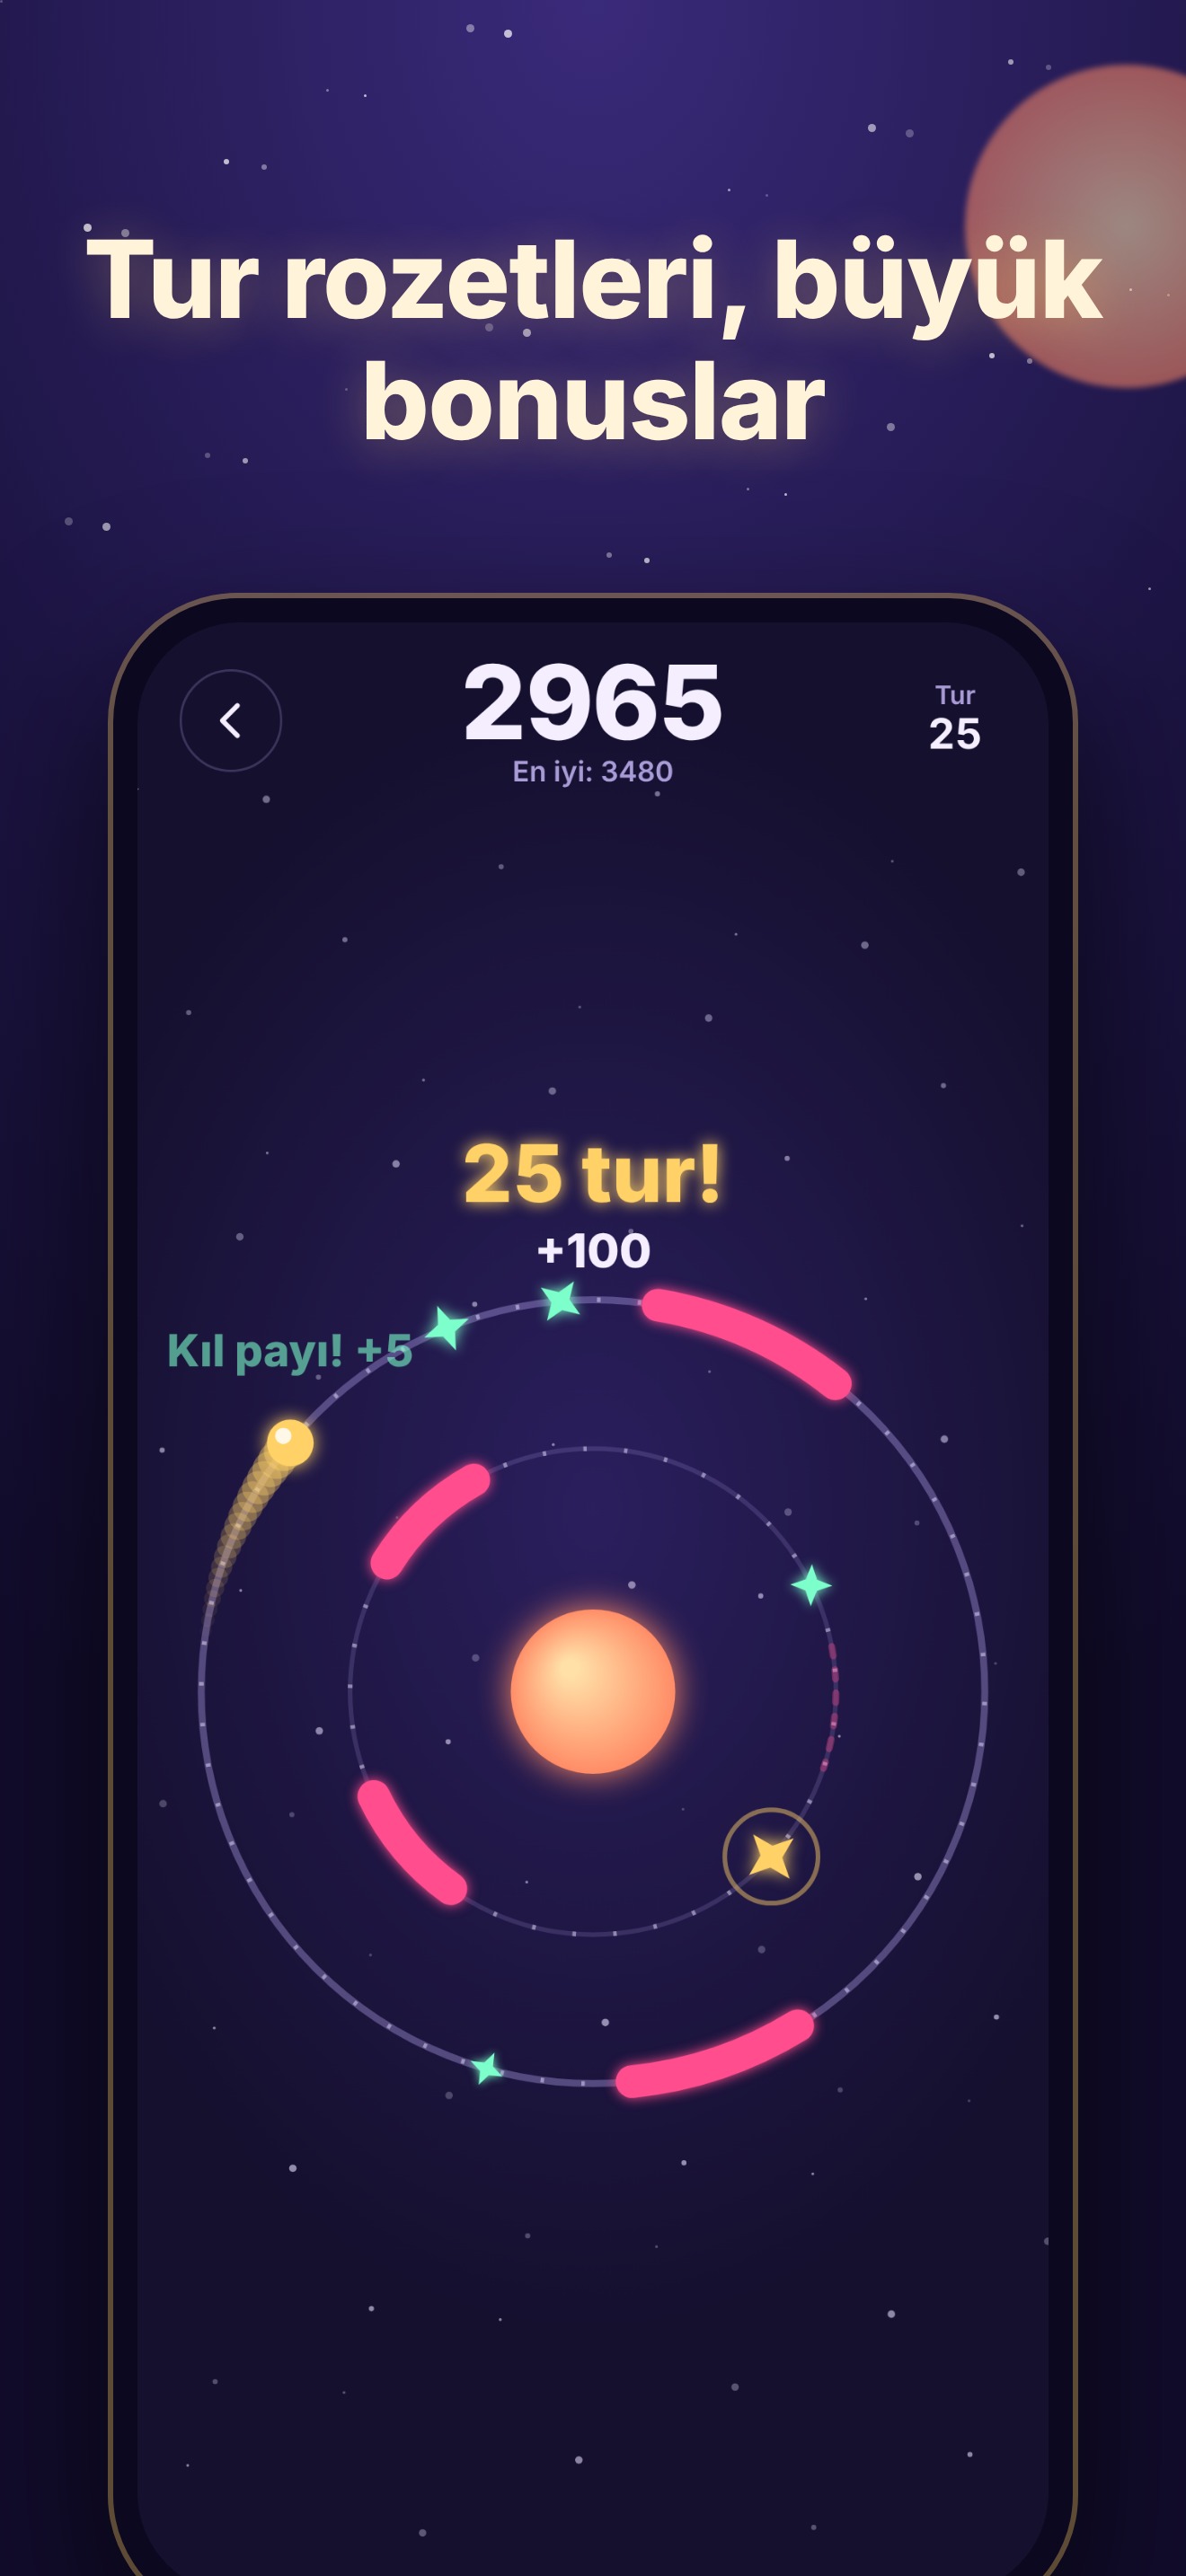 Tur rozetleri, büyük
bonuslar
2965
En iyi: 3480
Tur
25
25 tur!
+100
Kıl payı! +5